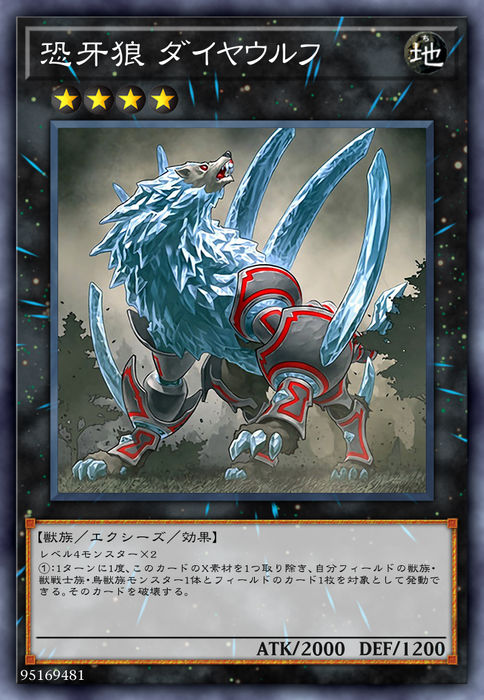 恐牙狼 ダイヤウルフ
ち
地
【獣族／エクシーズ／効果】
レベル4モンスター×2
①：1ターンに1度、このカードのX素材を1つ取り除き、自分フィールドの獣族・
獣戦士族・鳥獣族モンスター1体とフィールドのカード1枚を対象として発動で
きる。そのカードを破壊する。
ATK/2000 DEF/1200
95169481